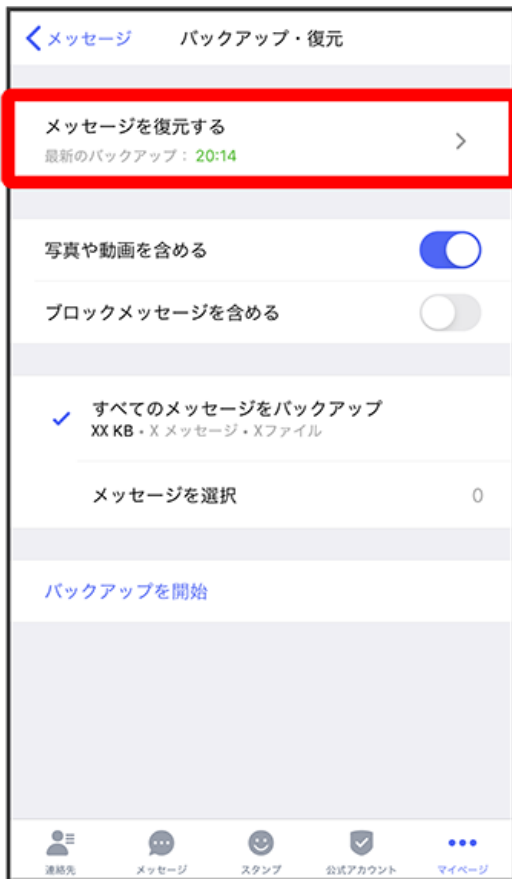 メッセージ
バックアップ・復元
メッセージを復元する
最新のバックアップ： 20:14
写真や動画を含める
ブロックメッセージを含める
すべてのメッセージをバックアップ
XX KB・X メッセージ・Xファイル
メッセージを選択
0
バックアップを開始
連絡先
メッセージ
スタンプ
公式アカウント
マイページ